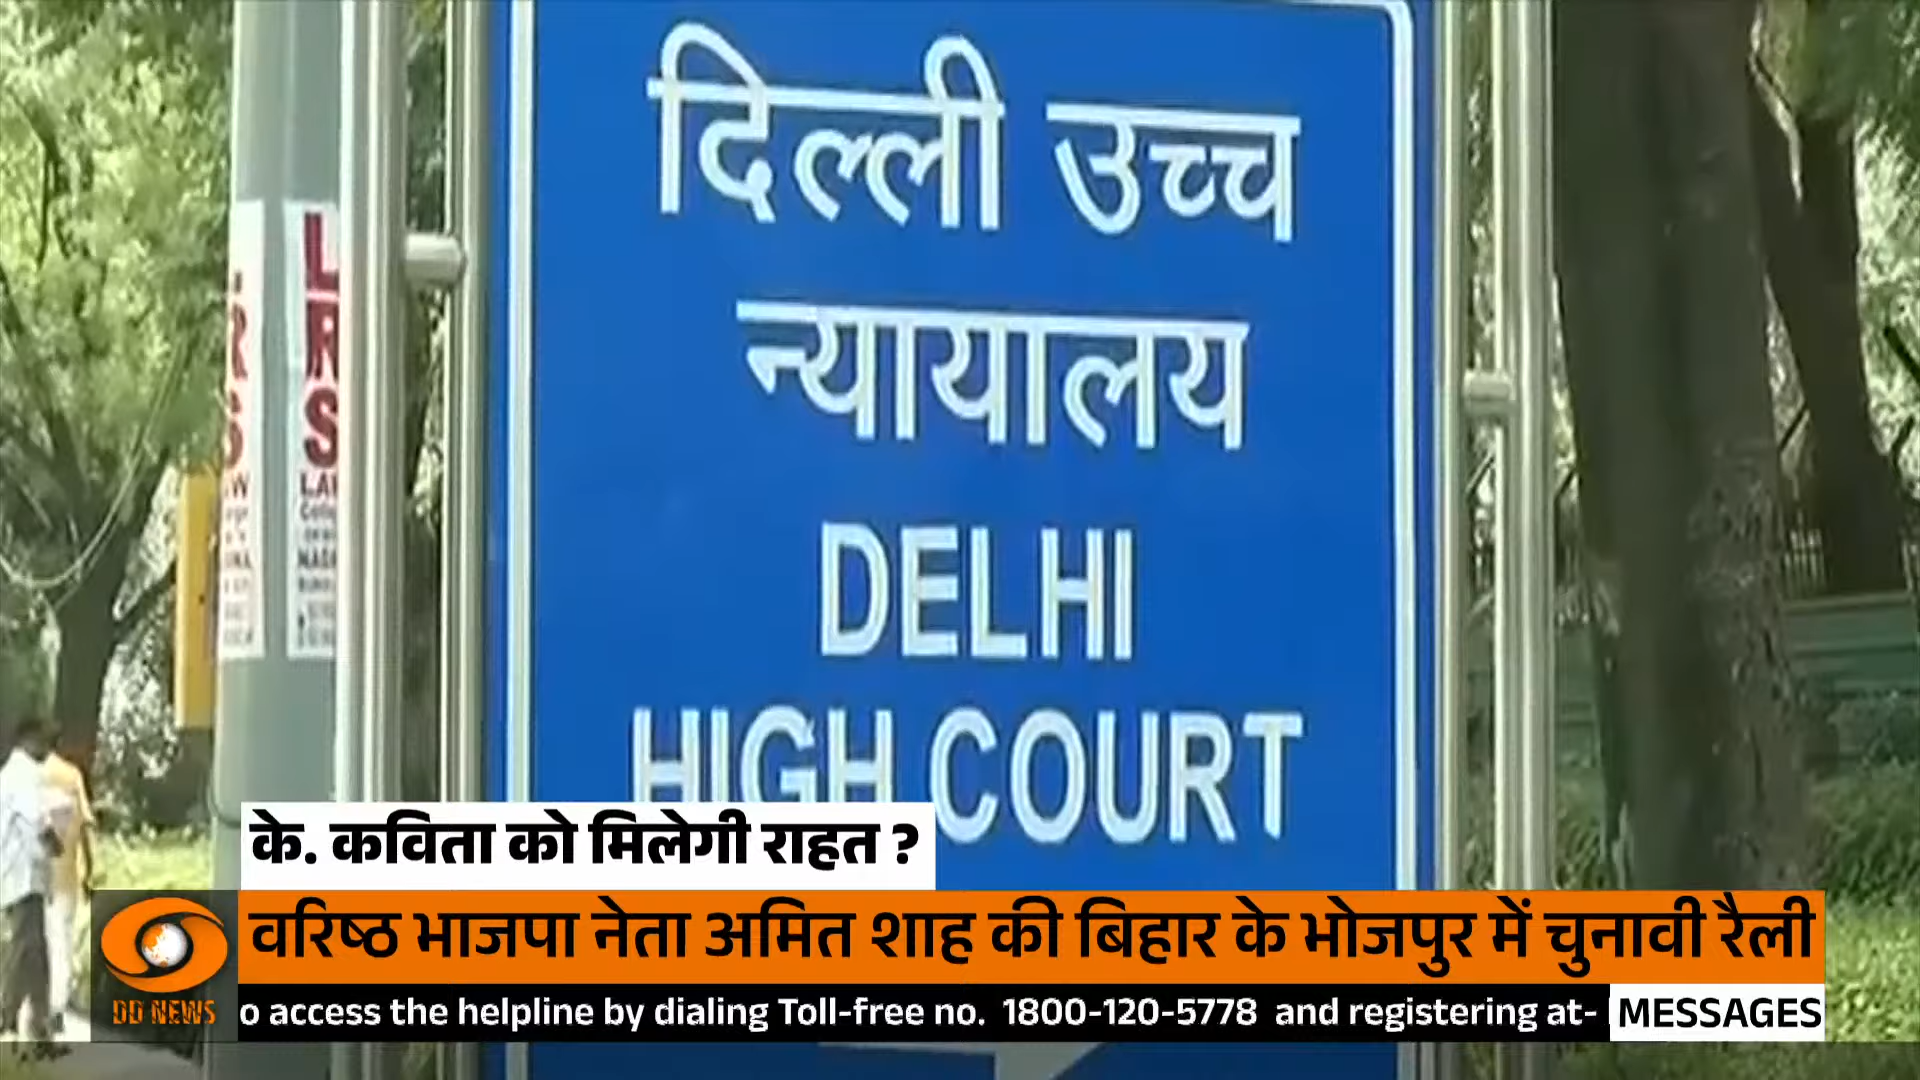 दिल्ली उच्च
न्यायालय
DELHI
HIGH COURT
L
R
S
के. कविता को मिलेगी राहत ?
वरिष्ठ भाजपा नेता अमित शाह की बिहार के भोजपुर में चुनावी रैली
DD NEWS
o access the helpline by dialing Toll-free no. 1800-120-5778 and registering at-
MESSAGES